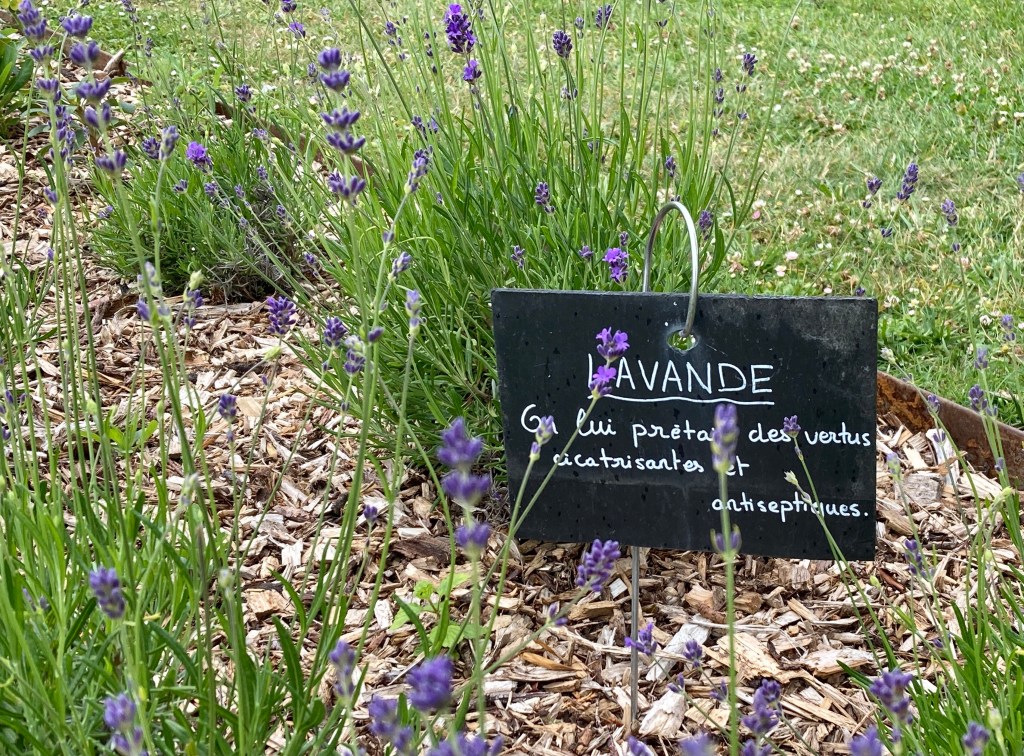 LAVANDE
On lui prêtait des vertus
cicatrisantes et
antiseptiques.